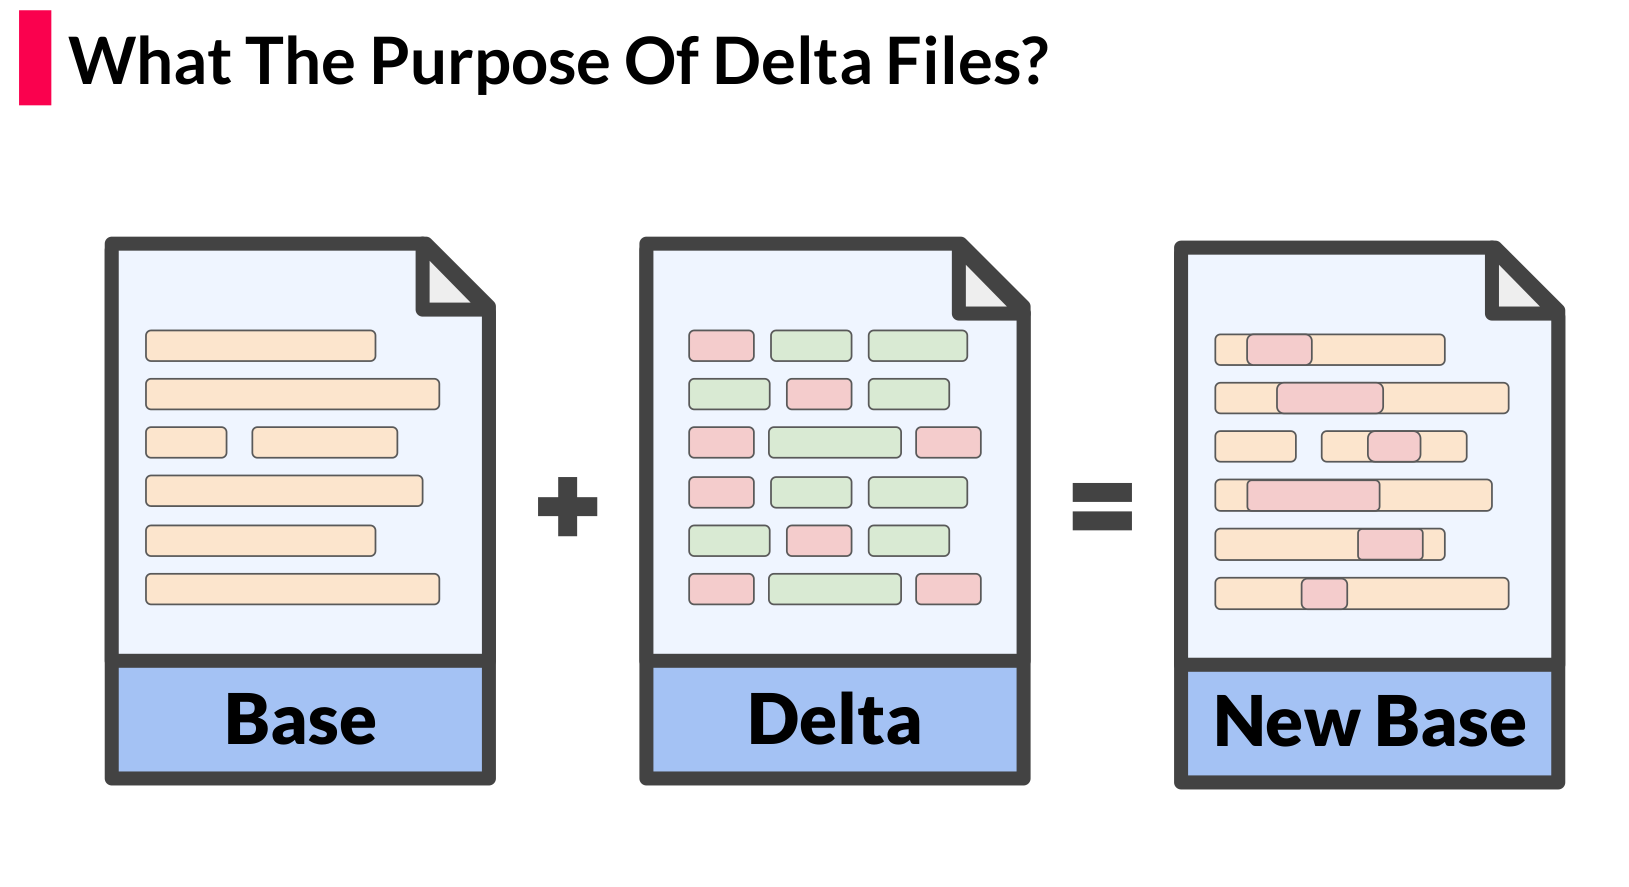 What The Purpose Of Delta Files?
Base
Delta
New Base